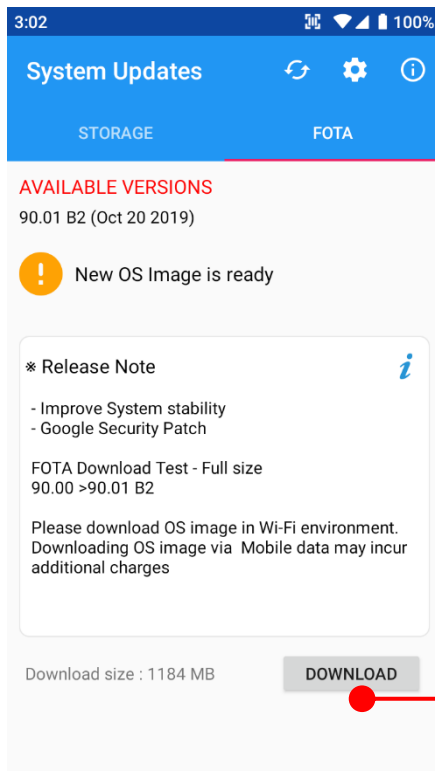 3:02 100%
System Updates
STORAGE FOTA
AVAILABLE VERSIONS
90.01 B2 (Oct 20 2019)
New OS Image is ready
※ Release Note
- Improve System stability
- Google Security Patch
FOTA Download Test - Full size
90.00 >90.01 B2
Please download OS image in Wi-Fi environment.
Downloading OS image via  Mobile data may incur
additional charges
Download size : 1184 MB DOWNLOAD